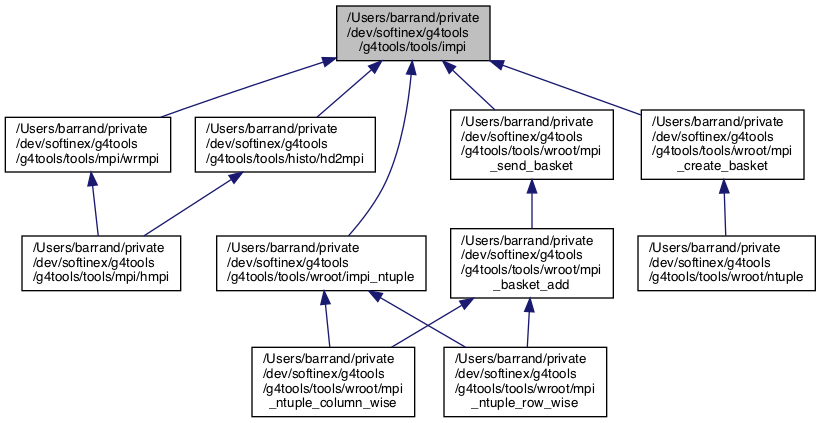 /Users/barrand/private
/dev/softinex/g4tools
/g4tools/tools/impi
/Users/barrand/private
/dev/softinex/g4tools
/g4tools/tools/mpi/wrmpi
/Users/barrand/private
/dev/softinex/g4tools
/g4tools/tools/histo/hd2mpi
/Users/barrand/private
/dev/softinex/g4tools
/g4tools/tools/wroot/mpi
_send_basket
/Users/barrand/private
/dev/softinex/g4tools
/g4tools/tools/wroot/mpi
_create_basket
/Users/barrand/private
/dev/softinex/g4tools
/g4tools/tools/mpi/hmpi
/Users/barrand/private
/dev/softinex/g4tools
/g4tools/tools/wroot/impi_ntuple
/Users/barrand/private
/dev/softinex/g4tools
/g4tools/tools/wroot/mpi
_basket_add
/Users/barrand/private
/dev/softinex/g4tools
/g4tools/tools/wroot/ntuple
/Users/barrand/private
/dev/softinex/g4tools
/g4tools/tools/wroot/mpi
_ntuple_column_wise
/Users/barrand/private
/dev/softinex/g4tools
/g4tools/tools/wroot/mpi
_ntuple_row_wise